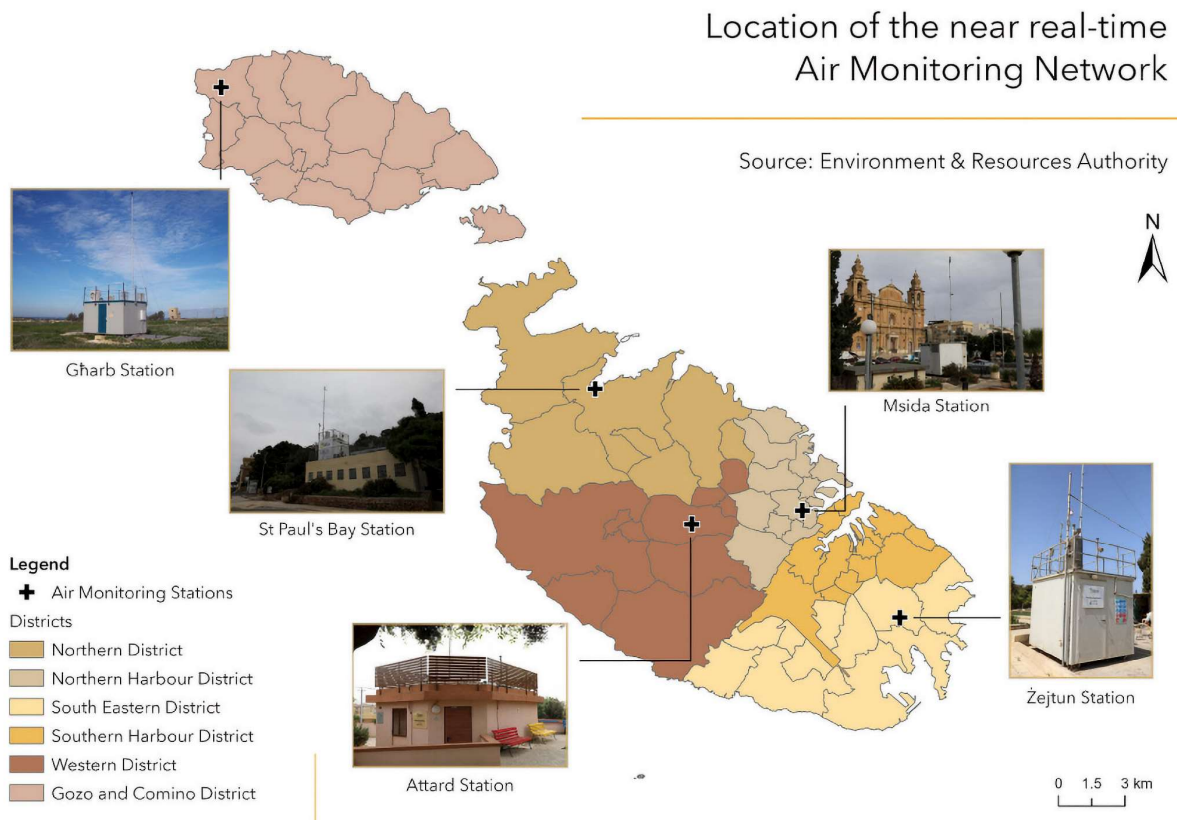 Location of the near real-time
Air Monitoring Network
Source: Environment & Resources Authority
N
Għarb Station
St Paul's Bay Station
Msida Station
Legend
Air Monitoring Stations
Districts
Northern District
Northern Harbour District
South Eastern District
Southern Harbour District
Western District
Gozo and Comino District
Attard Station
Żejtun Station
0 1.5 3 km